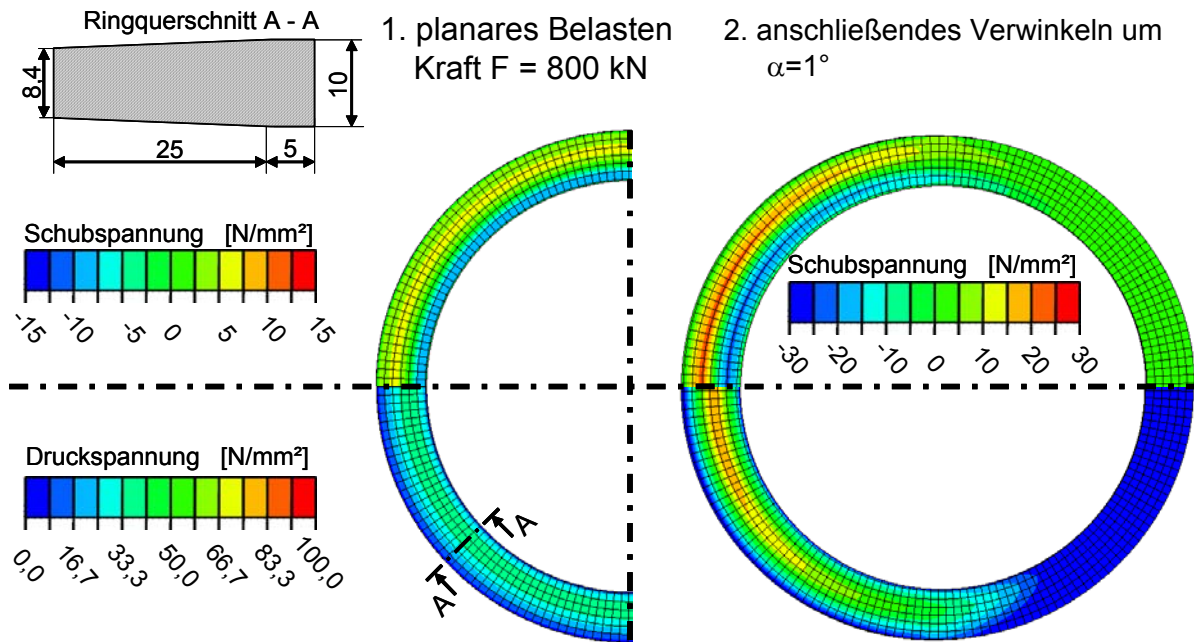 Ringquerschnitt A - A
8,4
10
25
5
1. planares Belasten
Kraft F = 800 kN
2. anschließendes Verwinkeln um
α=1°
Schubspannung [N/mm²]
-15
-10
-5
0
5
10
15
Schubspannung [N/mm²]
-30
-20
-10
0
10
20
30
Druckspannung [N/mm²]
0,0
16,7
33,3
50,0
66,7
83,3
100,0
A
A